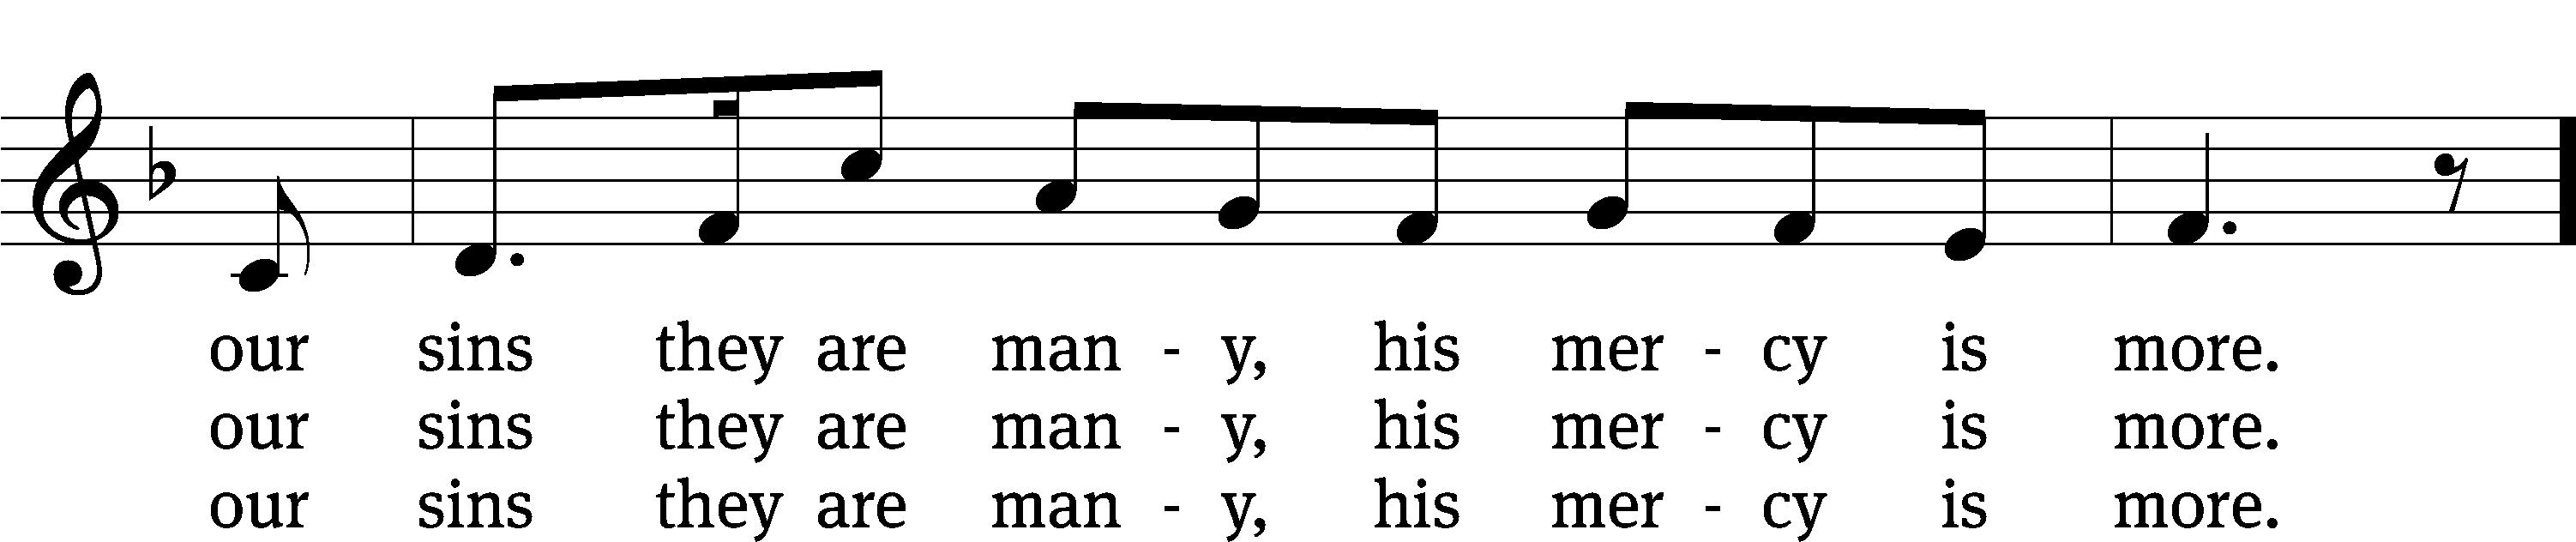 our sins they are man - y, his mer - cy is more.
our sins they are man - y, his mer - cy is more.
our sins they are man - y, his mer - cy is more.